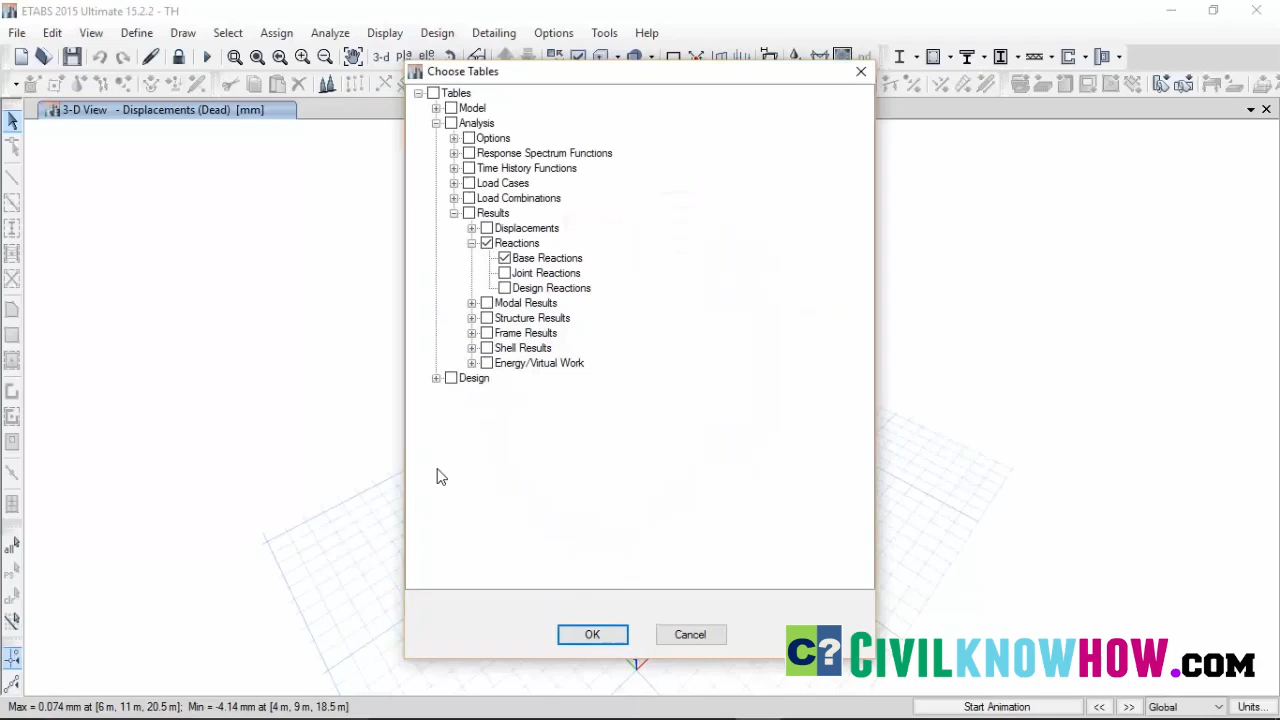 ETABS 2015 Ultimate 15.2.2 - TH
File Edit View Define Draw Select Assign Analyze Display Design Detailing Options Tools Help
3-d
nd
Choose Tables
3-D View - Displacements (Dead) [mm]
Tables
Model
Analysis
Options
Response Spectrum Functions
Time History Functions
Load Cases
Load Combinations
Results
Displacements
Reactions
Base Reactions
Joint Reactions
Design Reactions
Modal Results
Structure Results
Frame Results
Shell Results
Energy/Virtual Work
Design
all
OK Cancel
C? CIVILKNOWHOW.COM
Max = 0.074 mm at [6 m, 11 m, 20.5 m]; Min = -4.14 mm at [4 m, 9 m, 18.5 m]
Start Animation << >> Global Units...